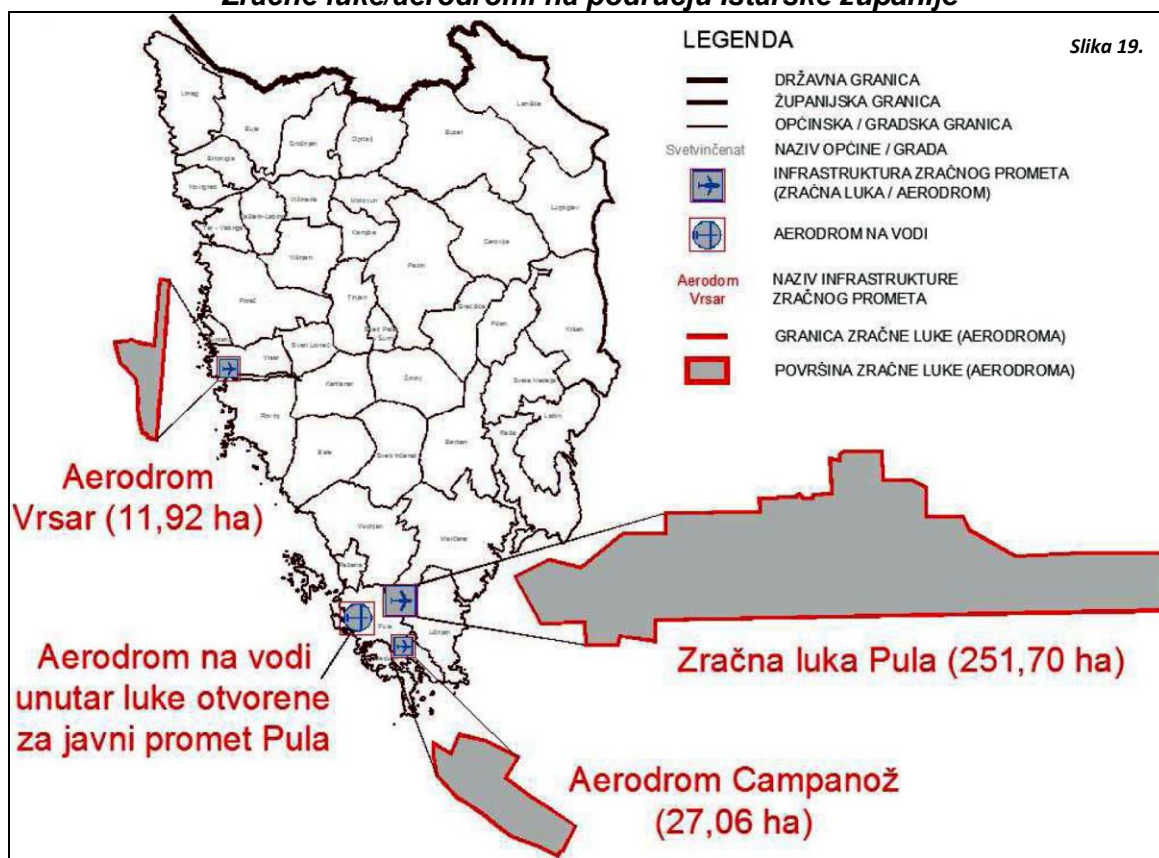 Zračne luke/aerodromi na području Istarske županije
LEGENDA
Slika 19.
DRŽAVNA GRANICA
ŽUPANIJSKA GRANICA
OPĆINSKA / GRADSKA GRANICA
Svetvinčenat
NAZIV OPĆINE / GRADA
INFRASTRUKTURA ZRAČNOG PROMETA
(ZRAČNA LUKA / AERODROM)
AERODROM NA VODI
Aerodom
Vrsar
NAZIV INFRASTRUKTURE
ZRAČNOG PROMETA
GRANICA ZRAČNE LUKE (AERODROMA)
POVRŠINA ZRAČNE LUKE (AERODROMA)
Umag
Buje
Grožnjan
Oprtalj
Buzet
Lanišće
Brtonigla
Novigrad
Vižinada
Motovun
Lupoglav
Karojba
Cerovlje
Višnjan
Pazin
Poreč
Tinjan
Gračišće
Pićan
Kršan
Vrsar
Sveti Lovreč
Kanfanar
Žminj
Sveta Nedelja
Labin
Rovinj
Raša
Bale
Svetvinčenat
Barban
Vodnjan
Marčana
Fažana
Pula
Ližnjan
Aerodrom
Vrsar (11,92 ha)
Zračna luka Pula (251,70 ha)
Aerodrom na vodi
unutar luke otvorene
za javni promet Pula
Aerodrom Campanož
(27,06 ha)